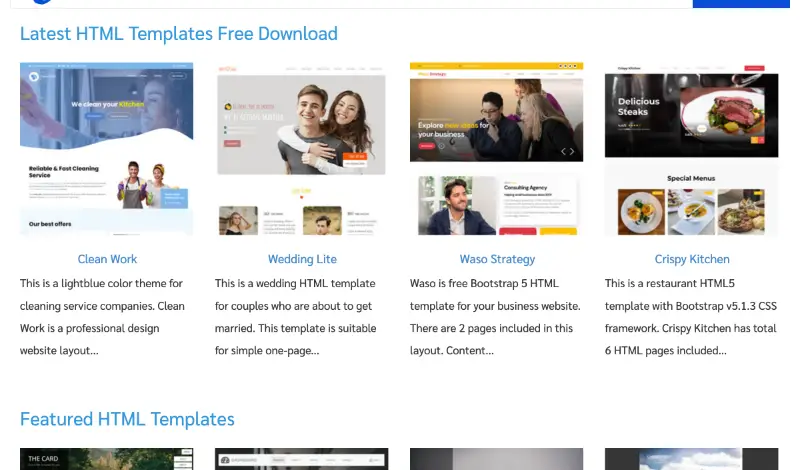 Latest HTML Templates Free Download
We clean your Kitchen
Reliable & Fast Cleaning
Service
Our best offers
Waso Strategy
Explore new ideas for
your business
Consulting Agency
Crispy Kitchen
Delicious
Steaks
Special Menus
Clean Work
This is a lightblue color theme for
cleaning service companies. Clean
Work is a professional design
website layout...
Wedding Lite
This is a wedding HTML template
for couples who are about to get
married. This template is suitable
for simple one-page...
Waso Strategy
Waso is free Bootstrap 5 HTML
template for your business website.
There are 2 pages included in this
layout. Content...
Crispy Kitchen
This is a restaurant HTML5
template with Bootstrap v5.1.3 CSS
framework. Crispy Kitchen has total
6 HTML pages included...
Featured HTML Templates
THE CARD